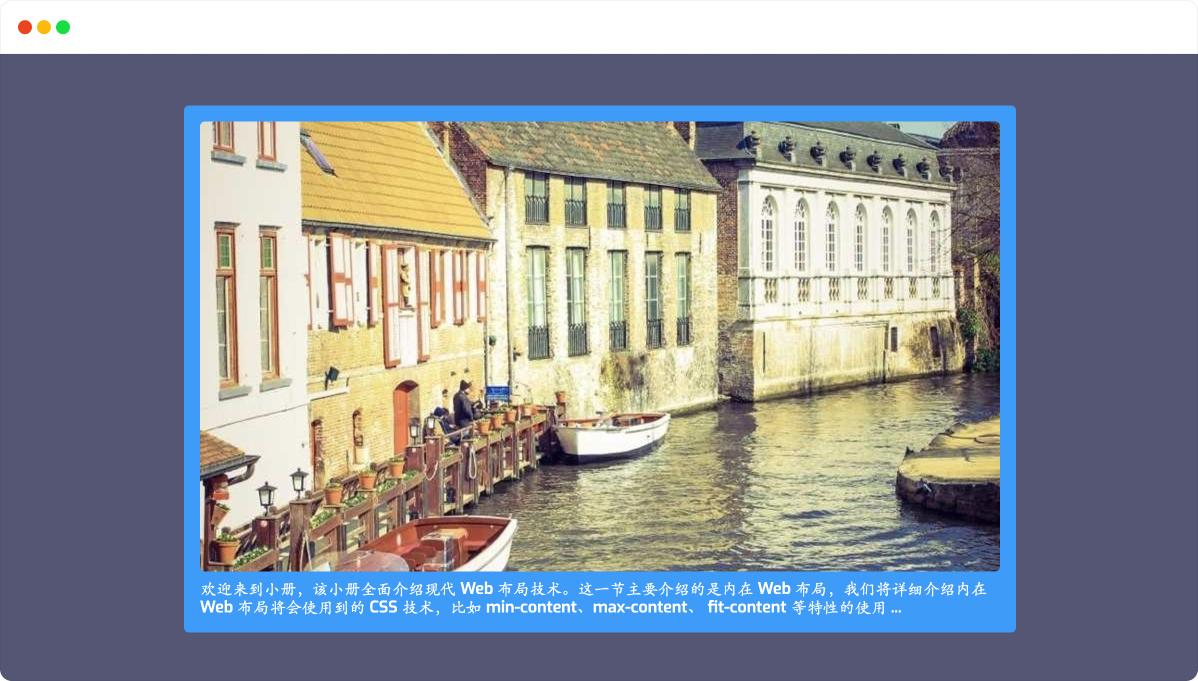 欢迎来到小册，该小册全面介绍现代 Web 布局技术。这一节主要介绍的是内在 Web 布局，我们将详细介绍内在
Web 布局将会使用到的 CSS 技术，比如 min-content、max-content、 fit-content 等特性的使用 ...